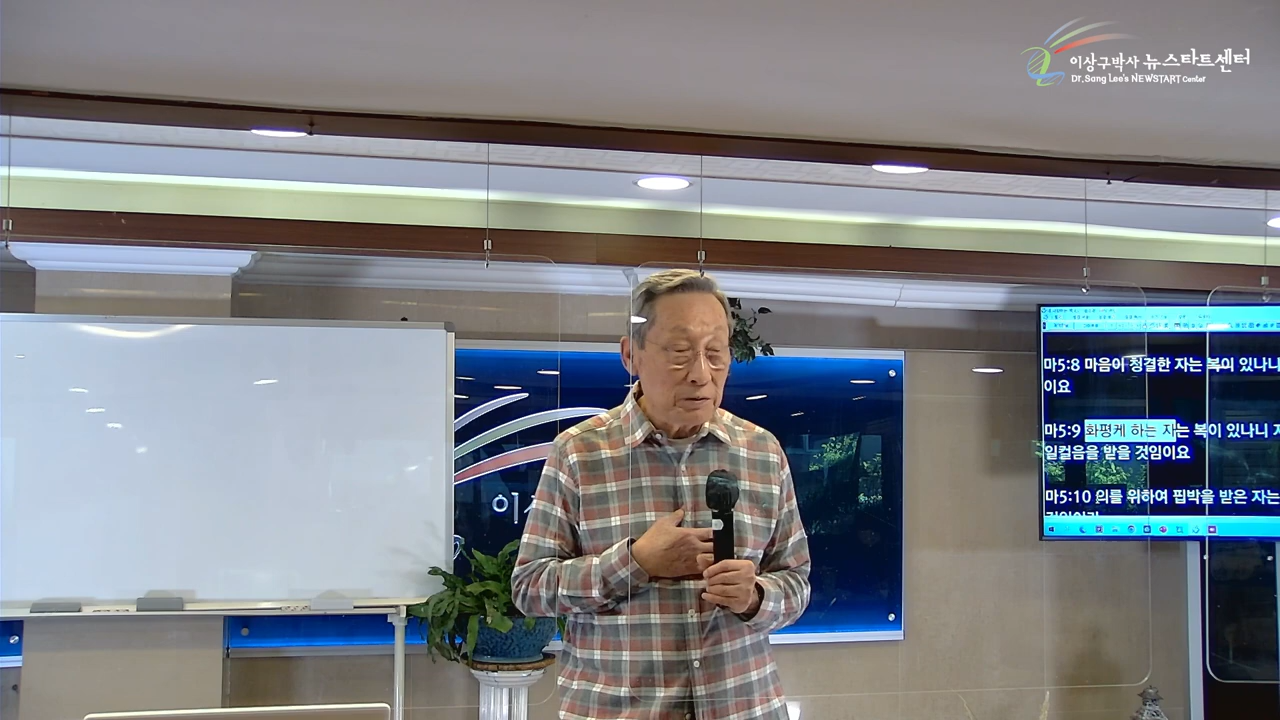 이상구박사 뉴스타트센터
Dr. Sang Lee's NEWSTART Center
마5:8 마음이 청결한 자는 복이 있나니
이요
마5:9 화평케 하는 자는 복이 있나니
일컬음을 받을 것임이요
마5:10 의를 위하여 핍박을 받은 자는
이